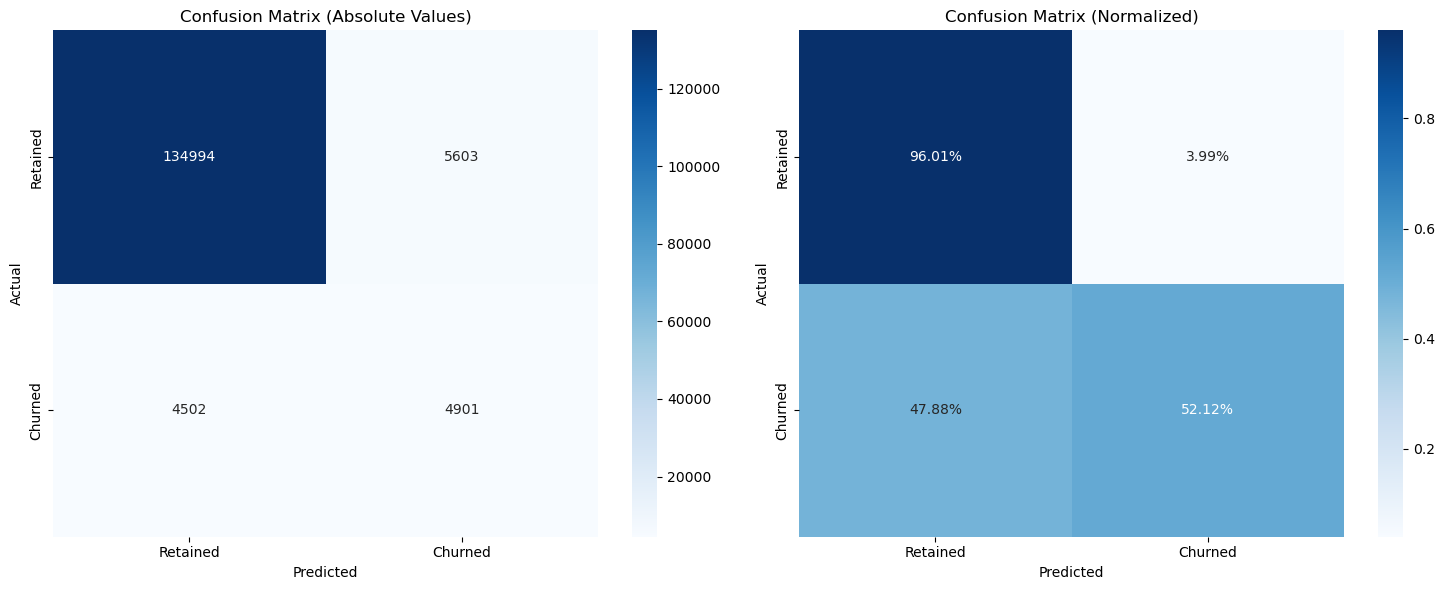 Confusion Matrix (Absolute Values)
Retained
Churned
Actual
134994
5603
4502
4901
Retained
Churned
Predicted
120000
100000
80000
60000
40000
20000
Confusion Matrix (Normalized)
Retained
Churned
Actual
96.01%
3.99%
47.88%
52.12%
Retained
Churned
Predicted
0.8
0.6
0.4
0.2